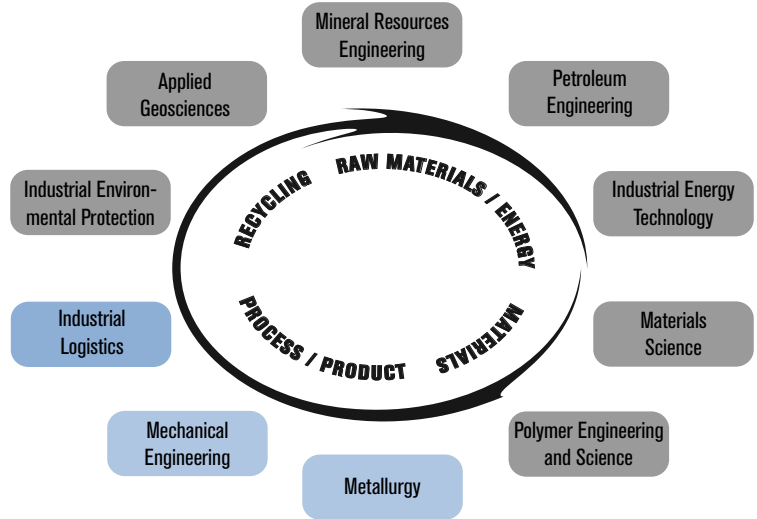 Mineral Resources
Engineering
Petroleum
Engineering
Industrial Energy
Technology
Materials
Science
Polymer Engineering
and Science
Metallurgy
Mechanical
Engineering
Industrial
Logistics
Industrial Environ-
mental Protection
Applied
Geosciences
RECYCLING
RAW MATERIALS / ENERGY
MATERIALS
PROCESS / PRODUCT